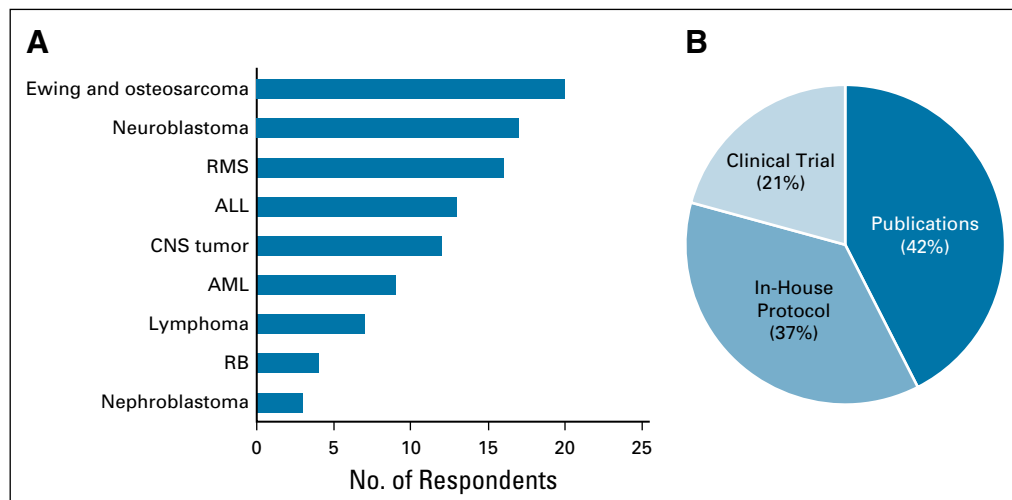 A
Ewing and osteosarcoma
Neuroblastoma
RMS
ALL
CNS tumor
AML
Lymphoma
RB
Nephroblastoma
0 5 10 15 20 25
No. of Respondents
B
Clinical Trial
(21%)
Publications
(42%)
In-House
Protocol
(37%)